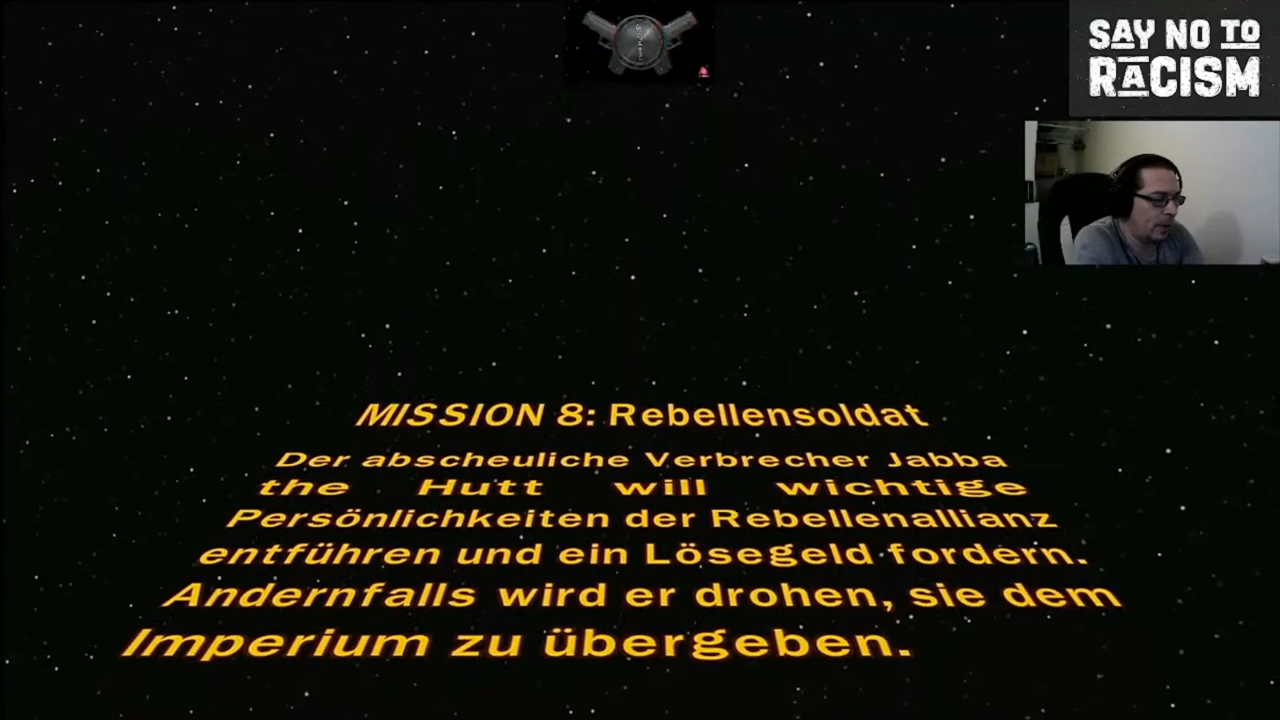 SAY NO TO
RACISM
MISSION 8: Rebellensoldat
Der abscheuliche Verbrecher Jabba
the Hutt will wichtige
Persönlichkeiten der Rebellenallianz
entführen und ein Lösegeld fordern.
Andernfalls wird er drohen, sie dem
Imperium zu übergeben.